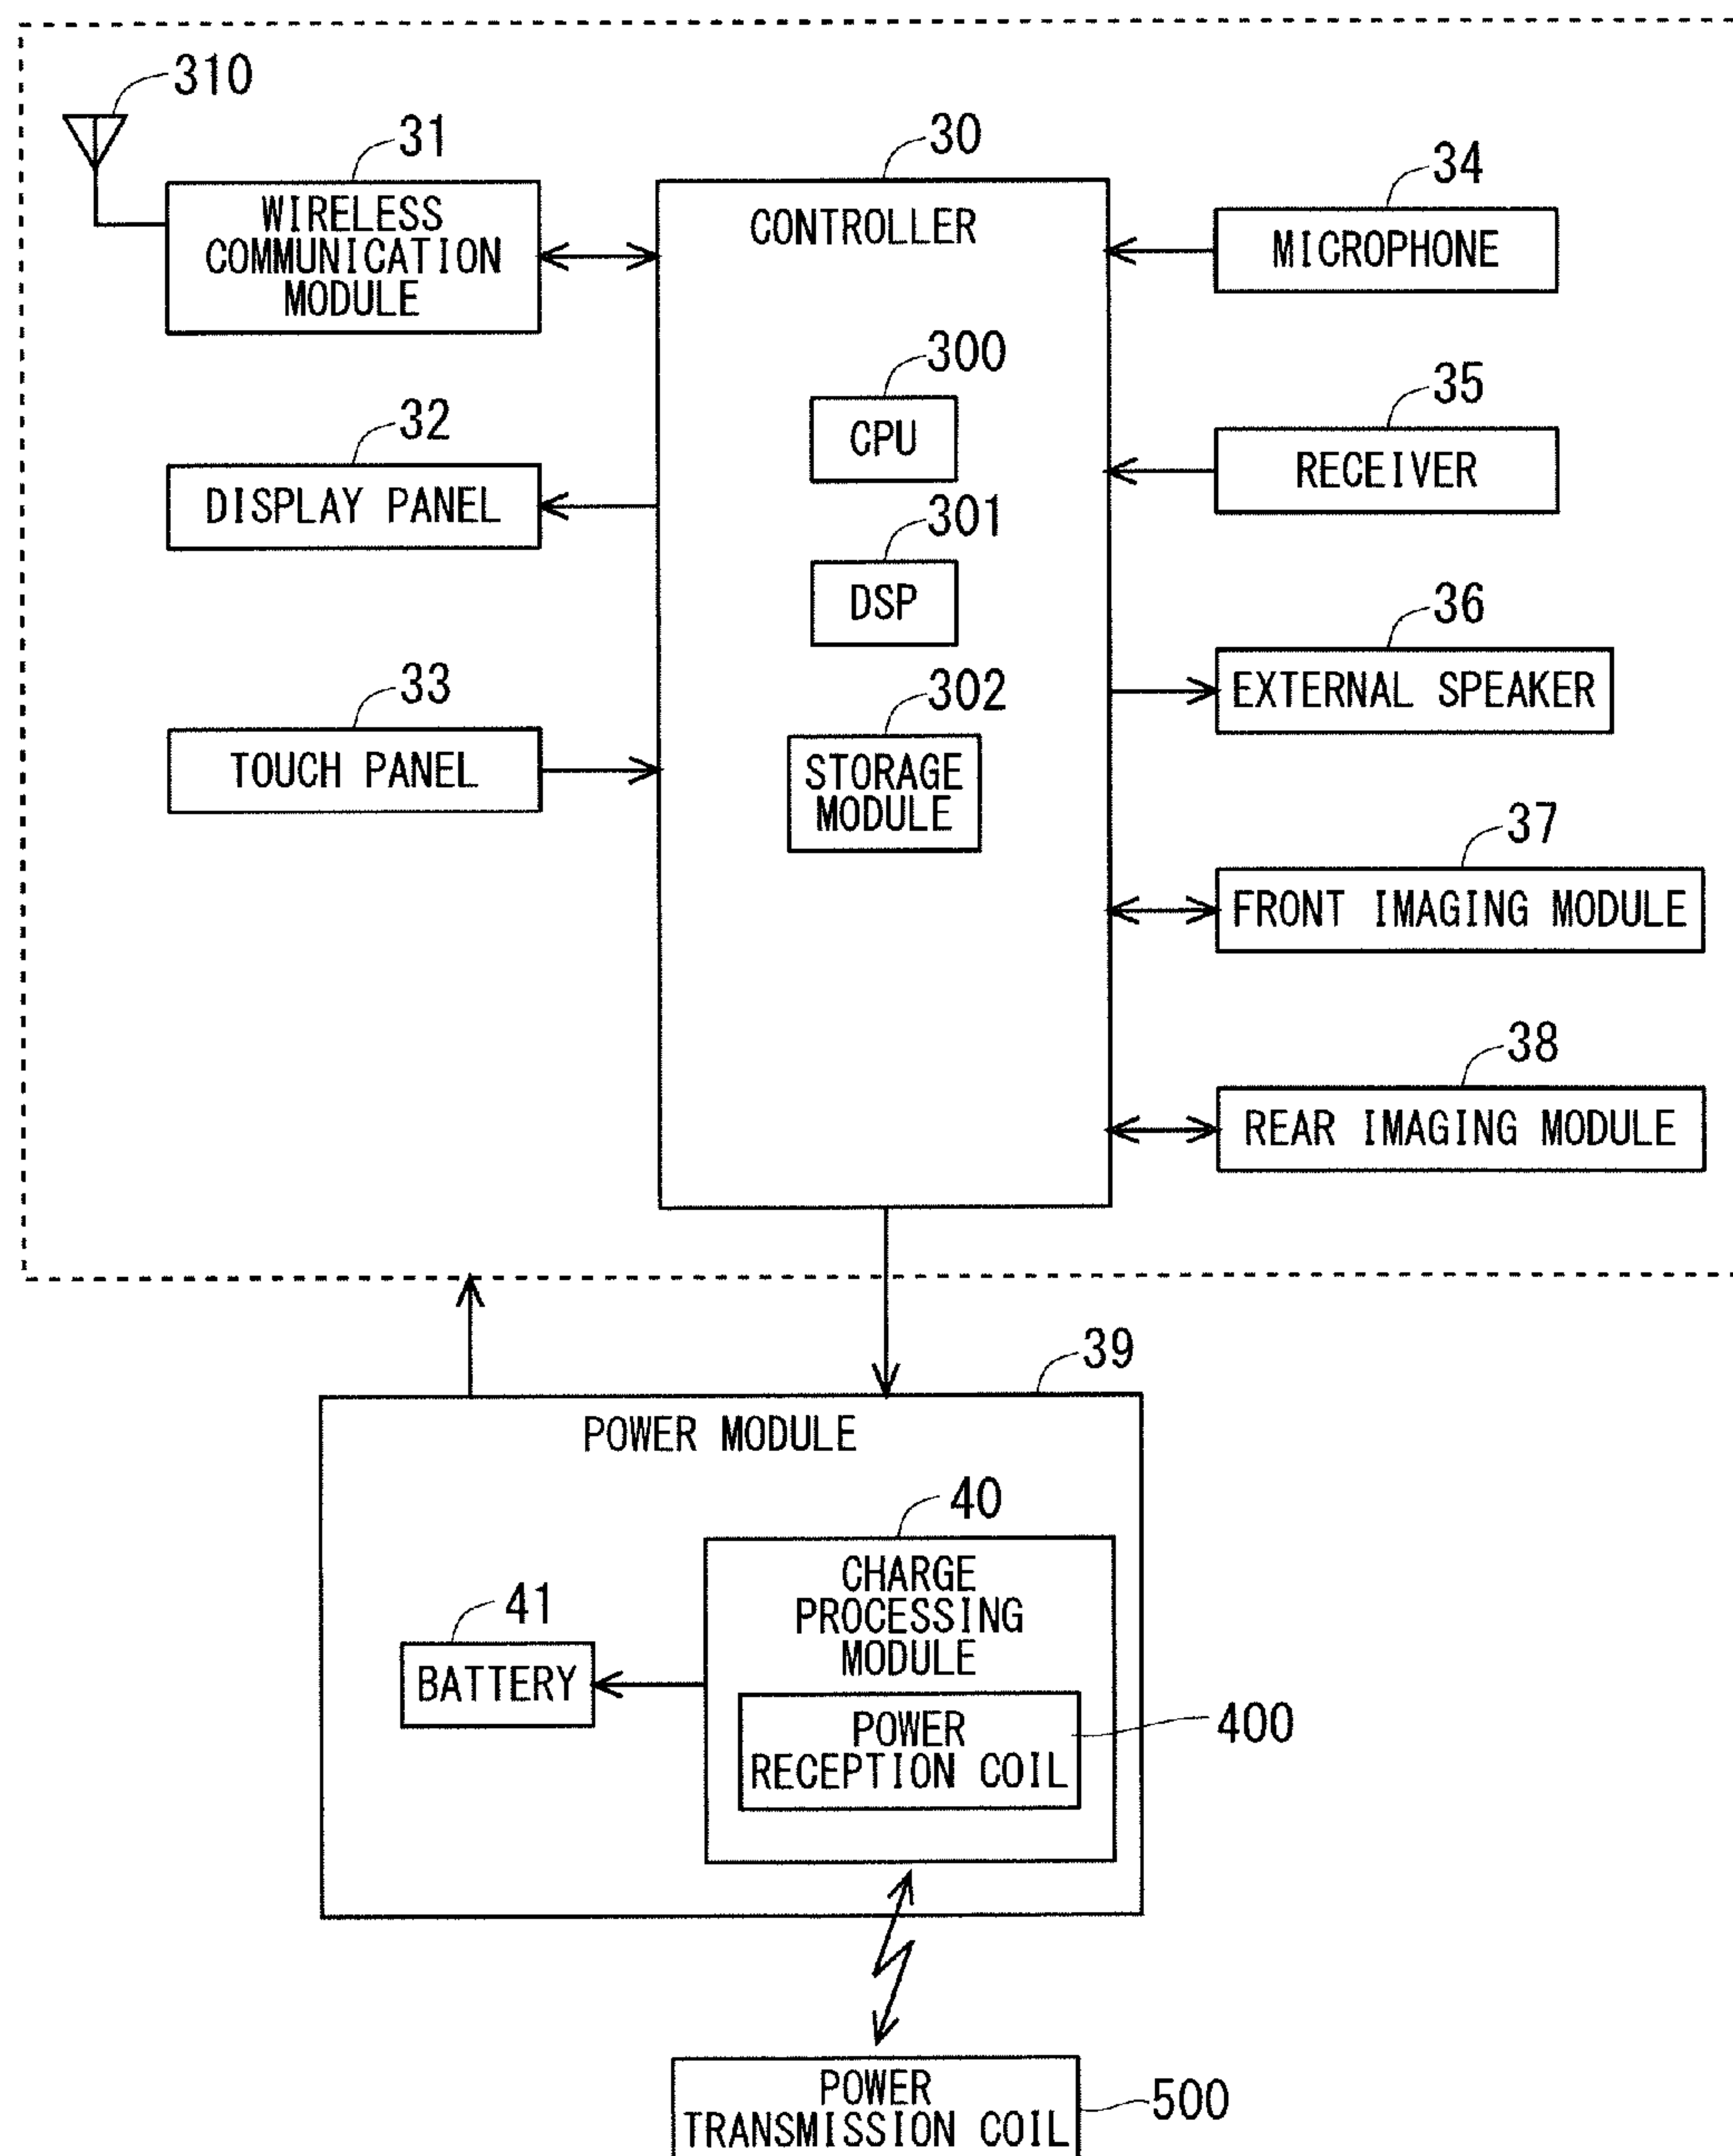 310
31
WIRELESS
COMMUNICATION
MODULE
30
CONTROLLER
34
MICROPHONE
300
CPU
35
RECEIVER
32
DISPLAY PANEL
301
DSP
36
EXTERNAL SPEAKER
33
TOUCH PANEL
302
STORAGE
MODULE
37
FRONT IMAGING MODULE
38
REAR IMAGING MODULE
39
POWER MODULE
40
CHARGE
PROCESSING
MODULE
41
BATTERY
POWER
RECEPTION COIL
400
POWER
TRANSMISSION COIL
500